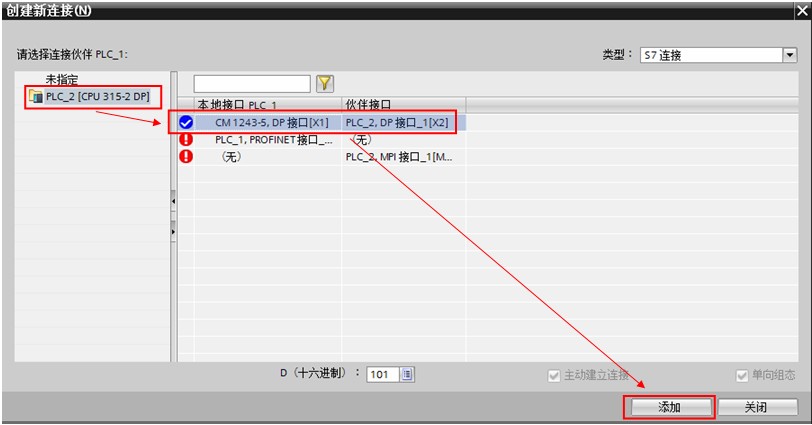 创建新连接(N)
请选择连接伙伴 PLC_1:
类型： S7 连接
未指定
PLC_2 [CPU 315-2 DP]
本地接口 PLC_1 伙伴接口
CM 1243-5, DP 接口[X1] PLC_2, DP 接口_1[X2]
PLC_1, PROFINET接口_... （无）
（无） PLC_2, MPI 接口_1[M...
D（十六进制）： 101
主动建立连接
单向组态
添加
关闭